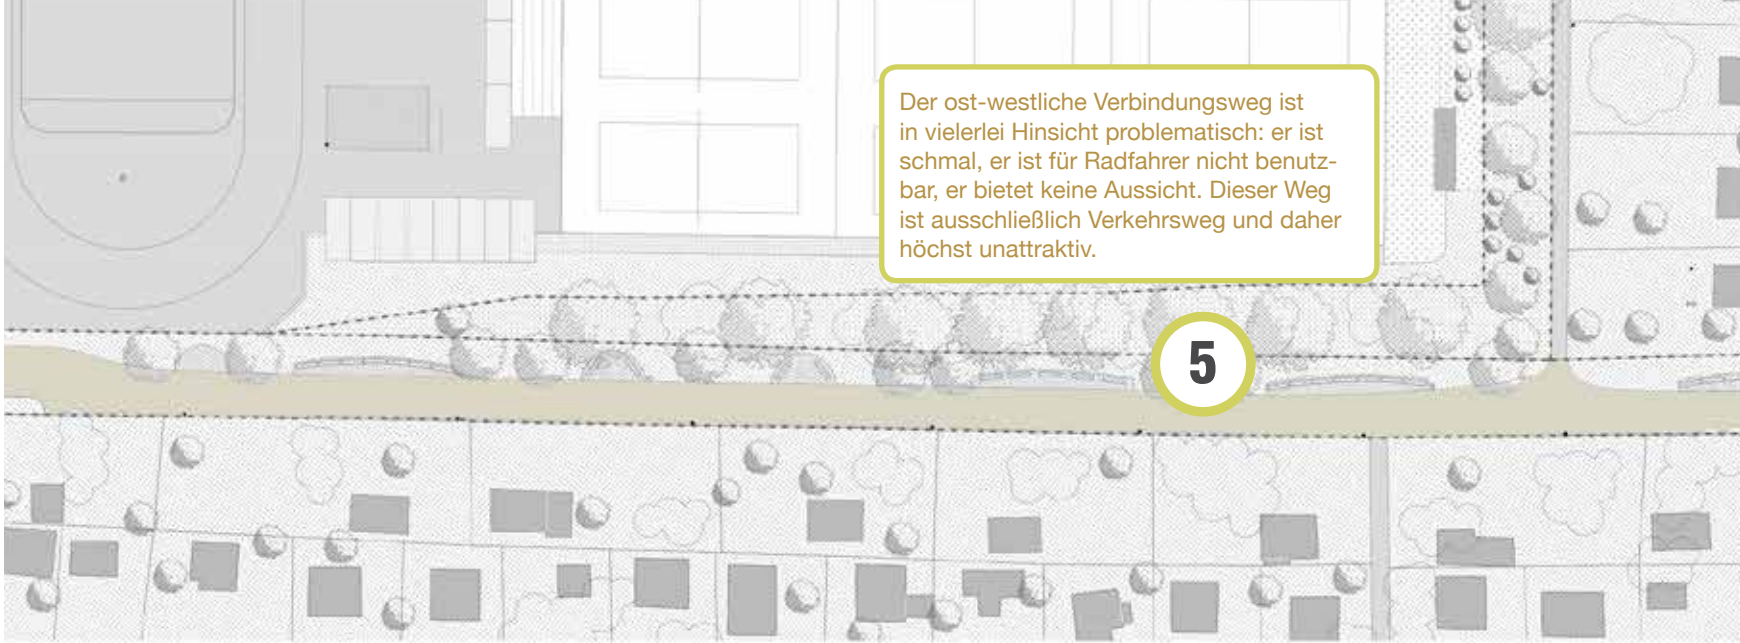 Der ost-westliche Verbindungsweg ist
in vielerlei Hinsicht problematisch: er ist
schmal, er ist für Radfahrer nicht benutz-
bar, er bietet keine Aussicht. Dieser Weg
ist ausschließlich Verkehrsweg und daher
höchst unattraktiv.
5